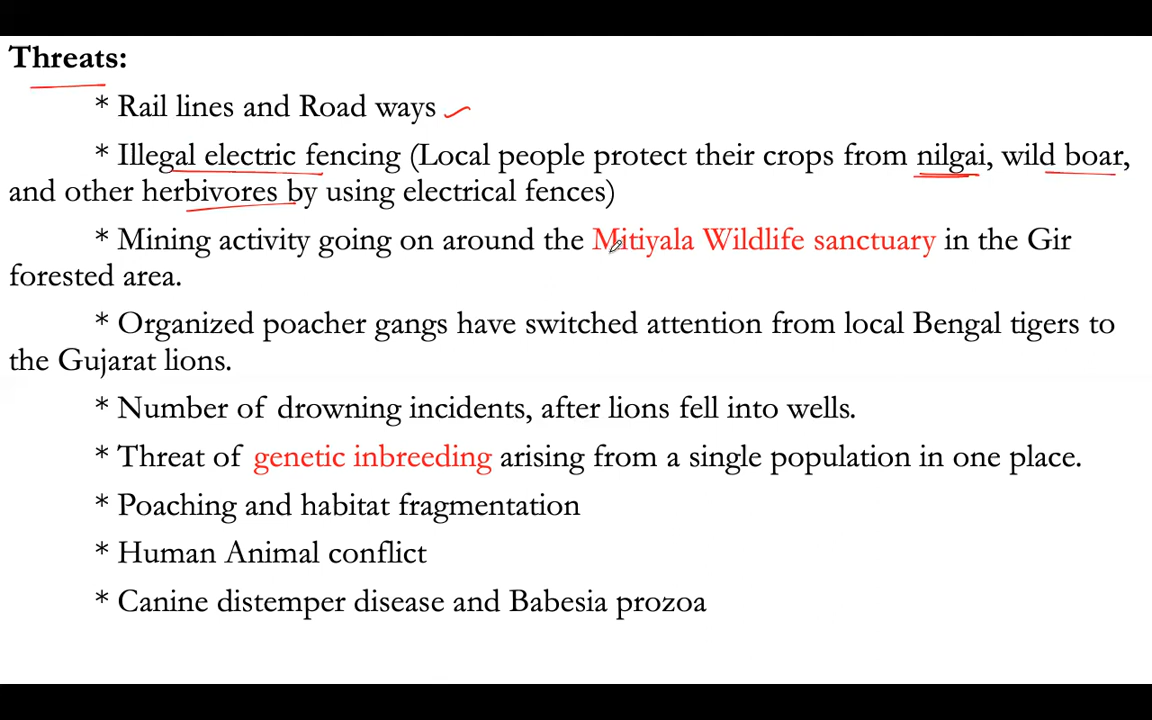 Threats:
* Rail lines and Road ways
* Illegal electric fencing (Local people protect their crops from nilgai, wild boar,
and other herbivores by using electrical fences)
* Mining activity going on around the Mitiyala Wildlife sanctuary in the Gir
forested area.
* Organized poacher gangs have switched attention from local Bengal tigers to
the Gujarat lions.
* Number of drowning incidents, after lions fell into wells.
* Threat of genetic inbreeding arising from a single population in one place.
* Poaching and habitat fragmentation
* Human Animal conflict
* Canine distemper disease and Babesia prozoa